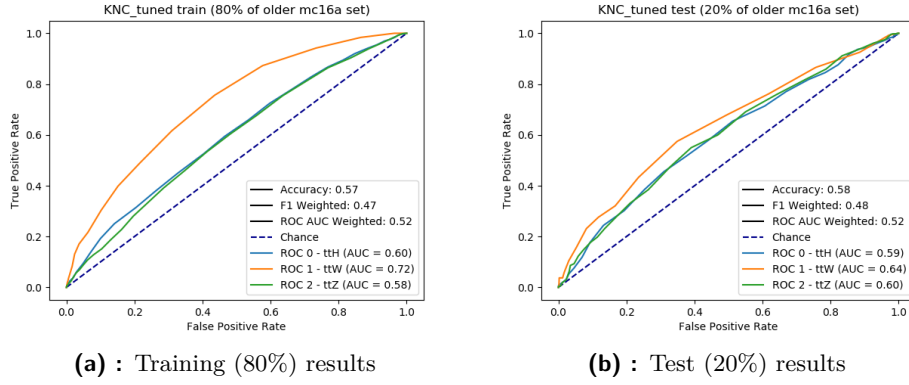 KNC_tuned train (80% of older mc16a set)
True Positive Rate
1.0
0.8
0.6
0.4
0.2
0.0
Accuracy: 0.57
F1 Weighted: 0.47
ROC AUC Weighted: 0.52
Chance
ROC 0 - ttH (AUC = 0.60)
ROC 1 - ttW (AUC = 0.72)
ROC 2 - ttZ (AUC = 0.58)
0.0 0.2 0.4 0.6 0.8 1.0
False Positive Rate
(a) : Training (80%) results
KNC_tuned test (20% of older mc16a set)
True Positive Rate
1.0
0.8
0.6
0.4
0.2
0.0
Accuracy: 0.58
F1 Weighted: 0.48
ROC AUC Weighted: 0.52
Chance
ROC 0 - ttH (AUC = 0.59)
ROC 1 - ttW (AUC = 0.64)
ROC 2 - ttZ (AUC = 0.60)
0.0 0.2 0.4 0.6 0.8 1.0
False Positive Rate
(b) : Test (20%) results